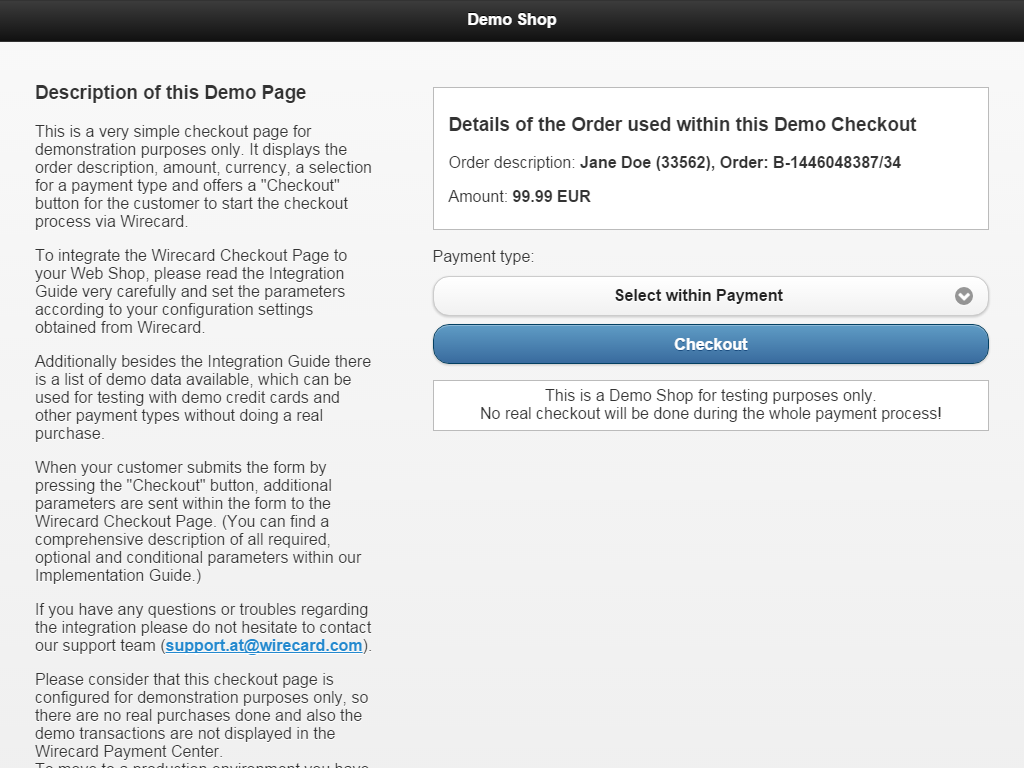 Demo Shop
Description of this Demo Page
This is a very simple checkout page for
demonstration purposes only. It displays the
order description, amount, currency, a selection
for a payment type and offers a "Checkout"
button for the customer to start the checkout
process via Wirecard.
To integrate the Wirecard Checkout Page to
your Web Shop, please read the Integration
Guide very carefully and set the parameters
according to your configuration settings
obtained from Wirecard.
Additionally besides the Integration Guide there
is a list of demo data available, which can be
used for testing with demo credit cards and
other payment types without doing a real
purchase.
When your customer submits the form by
pressing the "Checkout" button, additional
parameters are sent within the form to the
Wirecard Checkout Page. (You can find a
comprehensive description of all required,
optional and conditional parameters within our
Implementation Guide.)
If you have any questions or troubles regarding
the integration please do not hesitate to contact
our support team (support.at@wirecard.com).
Please consider that this checkout page is
configured for demonstration purposes only, so
there are no real purchases done and also the
demo transactions are not displayed in the
Wirecard Payment Center.
To move to a production environment you have
Details of the Order used within this Demo Checkout
Order description: Jane Doe (33562), Order: B-1446048387/34
Amount: 99.99 EUR
Payment type:
Select within Payment
Checkout
This is a Demo Shop for testing purposes only.
No real checkout will be done during the whole payment process!